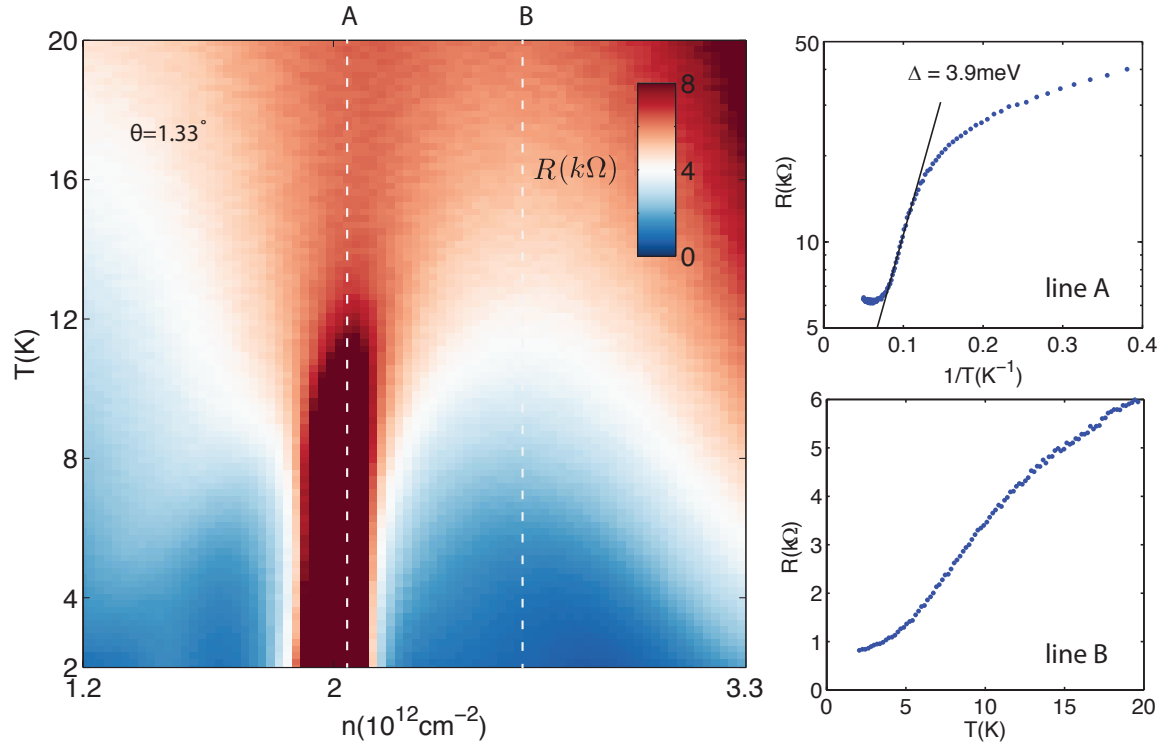 A
B
20
16
12
8
4
2
T(K)
θ=1.33°
R(kΩ)
8
4
0
1.2
2
3.3
n(10¹²cm⁻²)
50
10
5
R(kΩ)
Δ = 3.9meV
line A
0
0.1
0.2
0.3
0.4
1/T(K⁻¹)
6
5
4
3
2
1
0
R(kΩ)
line B
0
5
10
15
20
T(K)